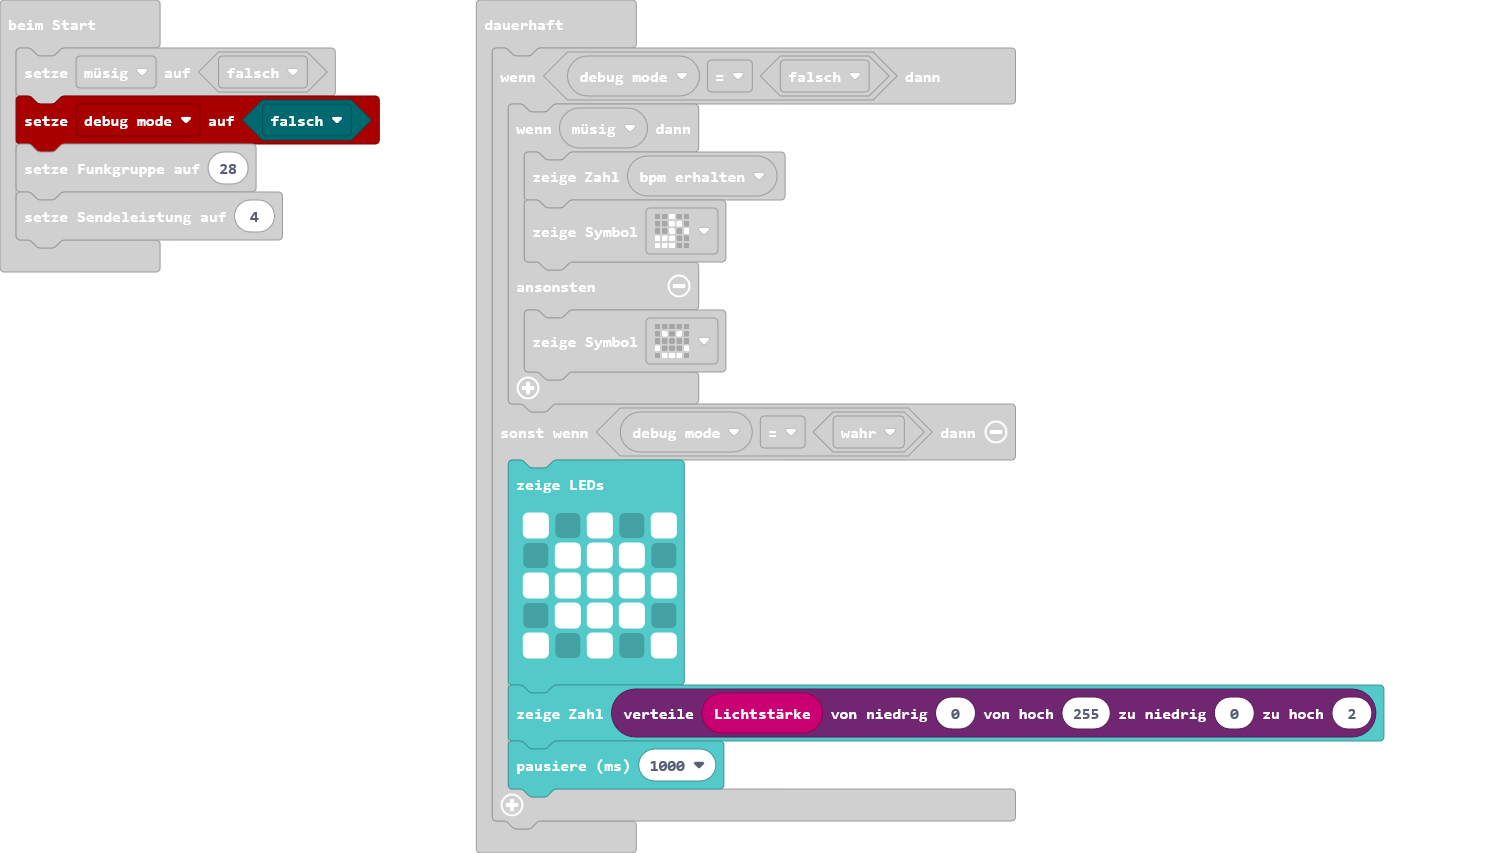 beim Start
setze müsig auf falsch
setze debug mode auf falsch
setze Funkgruppe auf 28
setze Sendeleistung auf 4
dauerhaft
wenn debug mode = falsch dann
wenn müsig dann
zeige Zahl bpm erhalten
zeige Symbol
ansonsten
zeige Symbol
sonst wenn debug mode = wahr dann
zeige LEDs
zeige Zahl verteile Lichtstärke von niedrig 0 von hoch 255 zu niedrig 0 zu hoch 2
pausiere (ms) 1000